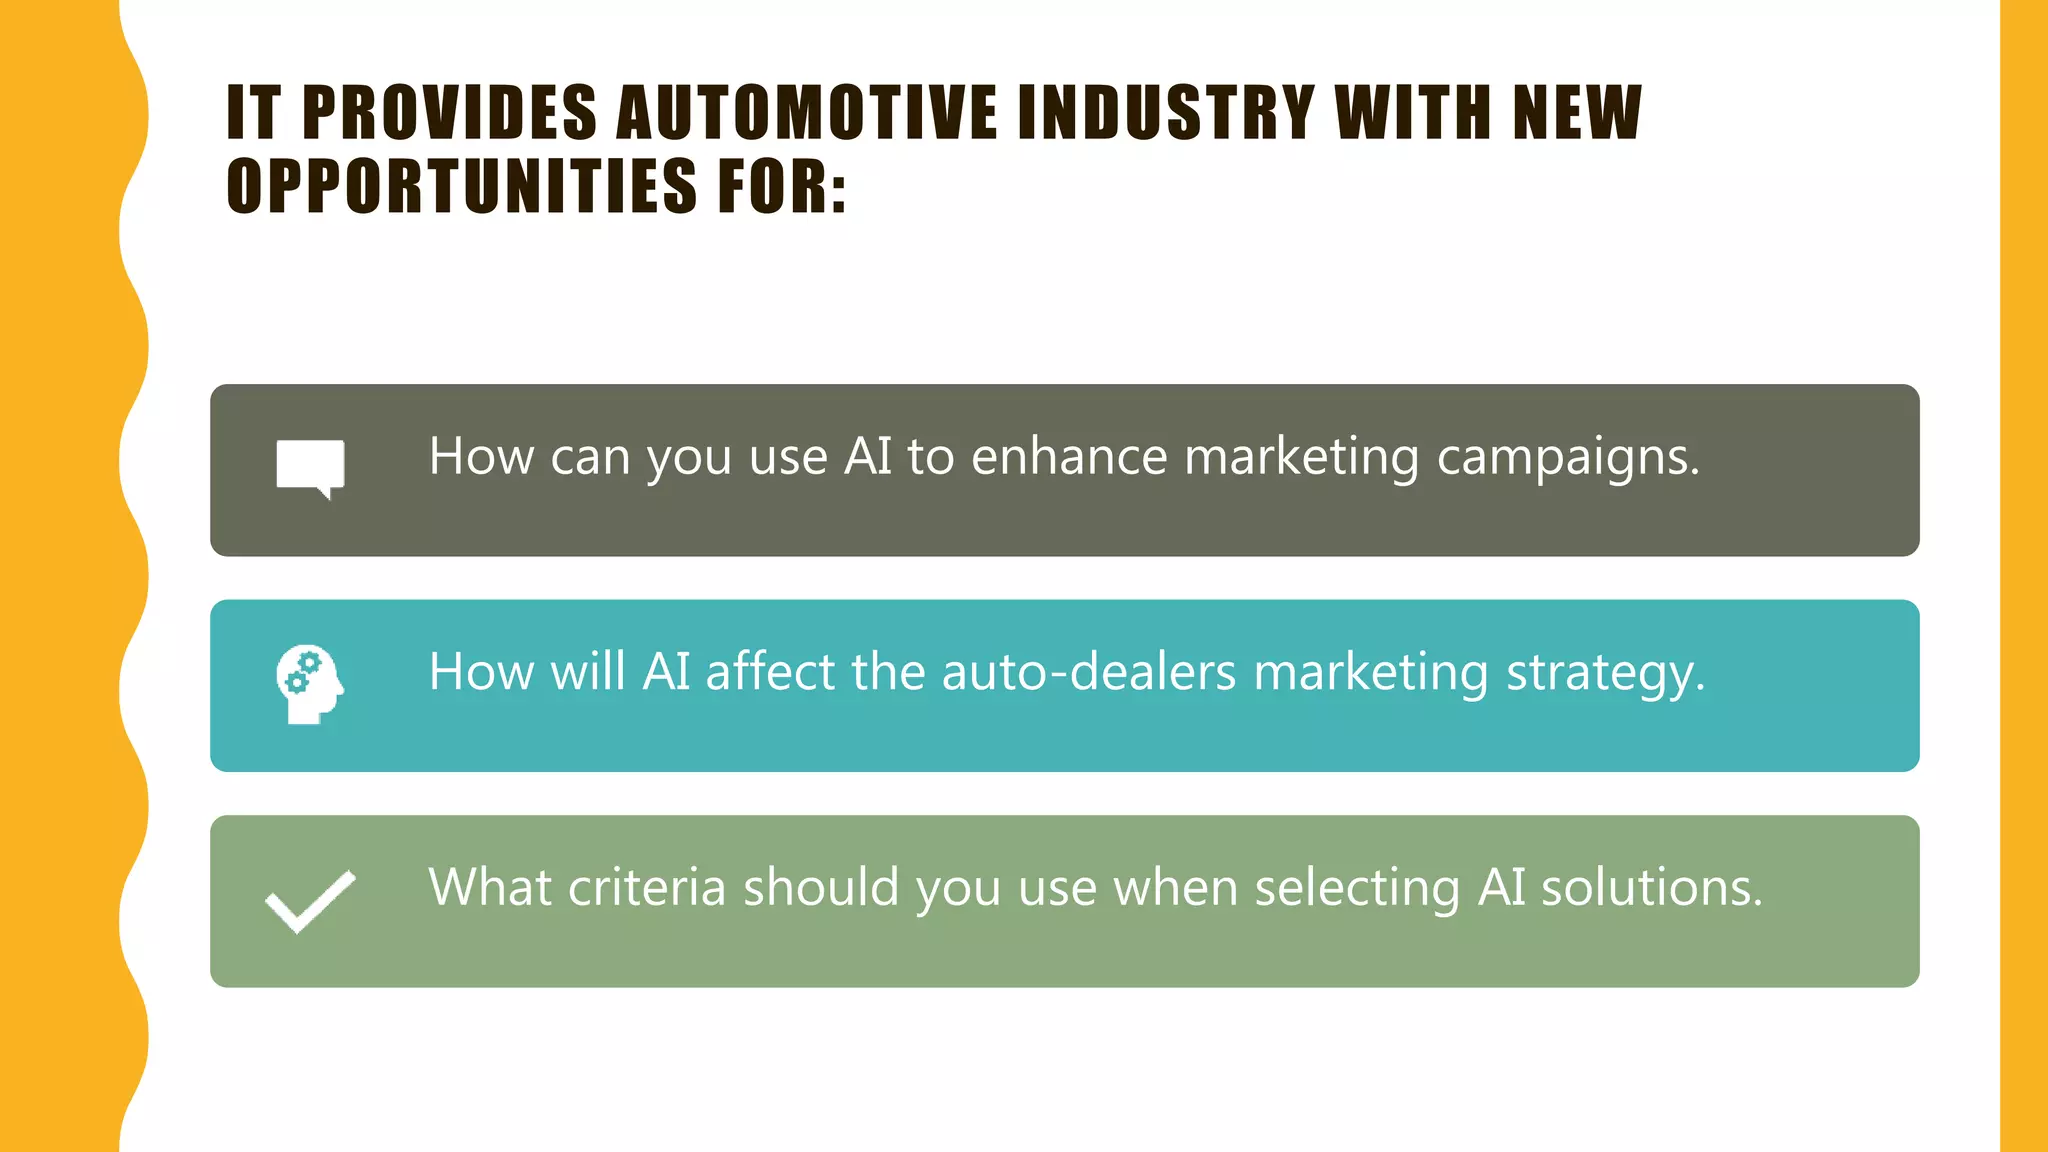 IT PROVIDES AUTOMOTIVE INDUSTRY WITH NEW
OPPORTUNITIES FOR:
How can you use AI to enhance marketing campaigns.
How will AI affect the auto-dealers marketing strategy.
What criteria should you use when selecting AI solutions.